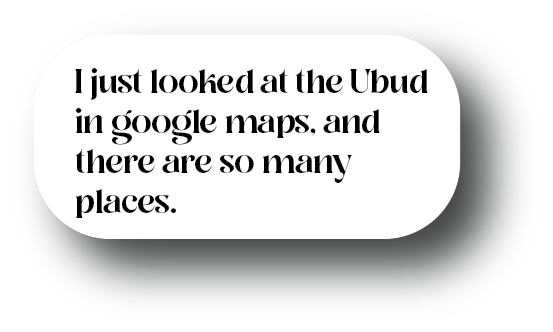 I just looked at the Ubud
in google maps, and
there are so many
places.